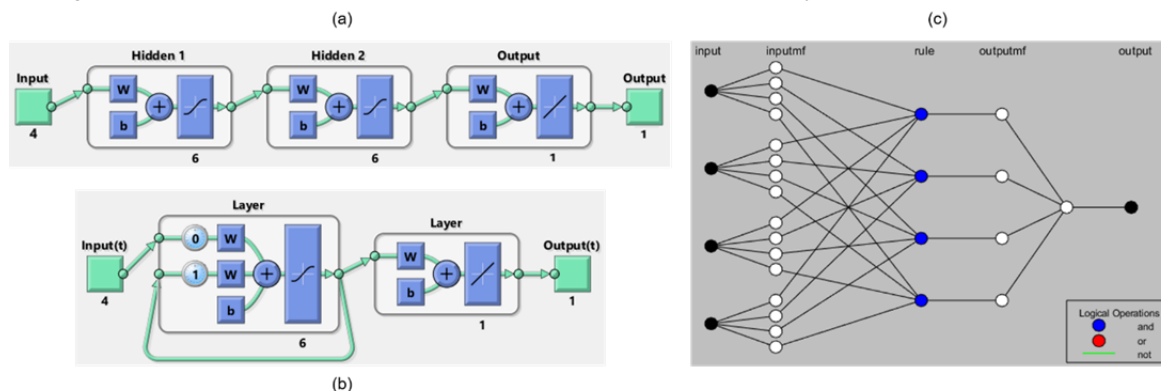 (a)
Hidden 1
Hidden 2
Output
Input
W
b
+
W
b
+
W
b
+
Output
4
6
6
1
1
Layer
Layer
Input(t)
0
W
1
W
b
+
W
b
+
Output(t)
4
6
1
1
(b)
(c)
input
inputmf
rule
outputmf
output
Logical Operations
and
or
not